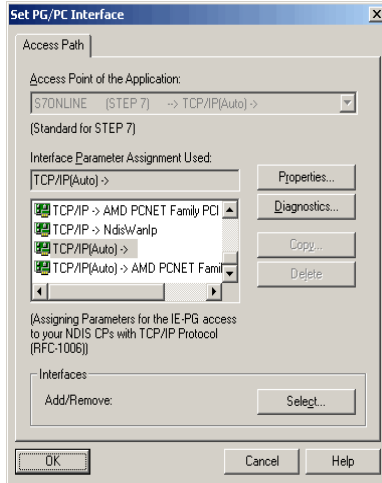 Set PG/PC Interface
Access Path
Access Point of the Application:
S7ONLINE (STEP 7) --> TCP/IP(Auto) ->
(Standard for STEP 7)
Interface Parameter Assignment Used:
TCP/IP(Auto) ->
Properties...
TCP/IP -> AMD PCNET Family PCI
Diagnostics...
TCP/IP -> NdisWanIp
TCP/IP(Auto) ->
Copy...
TCP/IP(Auto) -> AMD PCNET Famil
Delete
(Assigning Parameters for the IE-PG access
to your NDIS CPs with TCP/IP Protocol
(RFC-1006))
Interfaces
Add/Remove:
Select...
OK
Cancel
Help